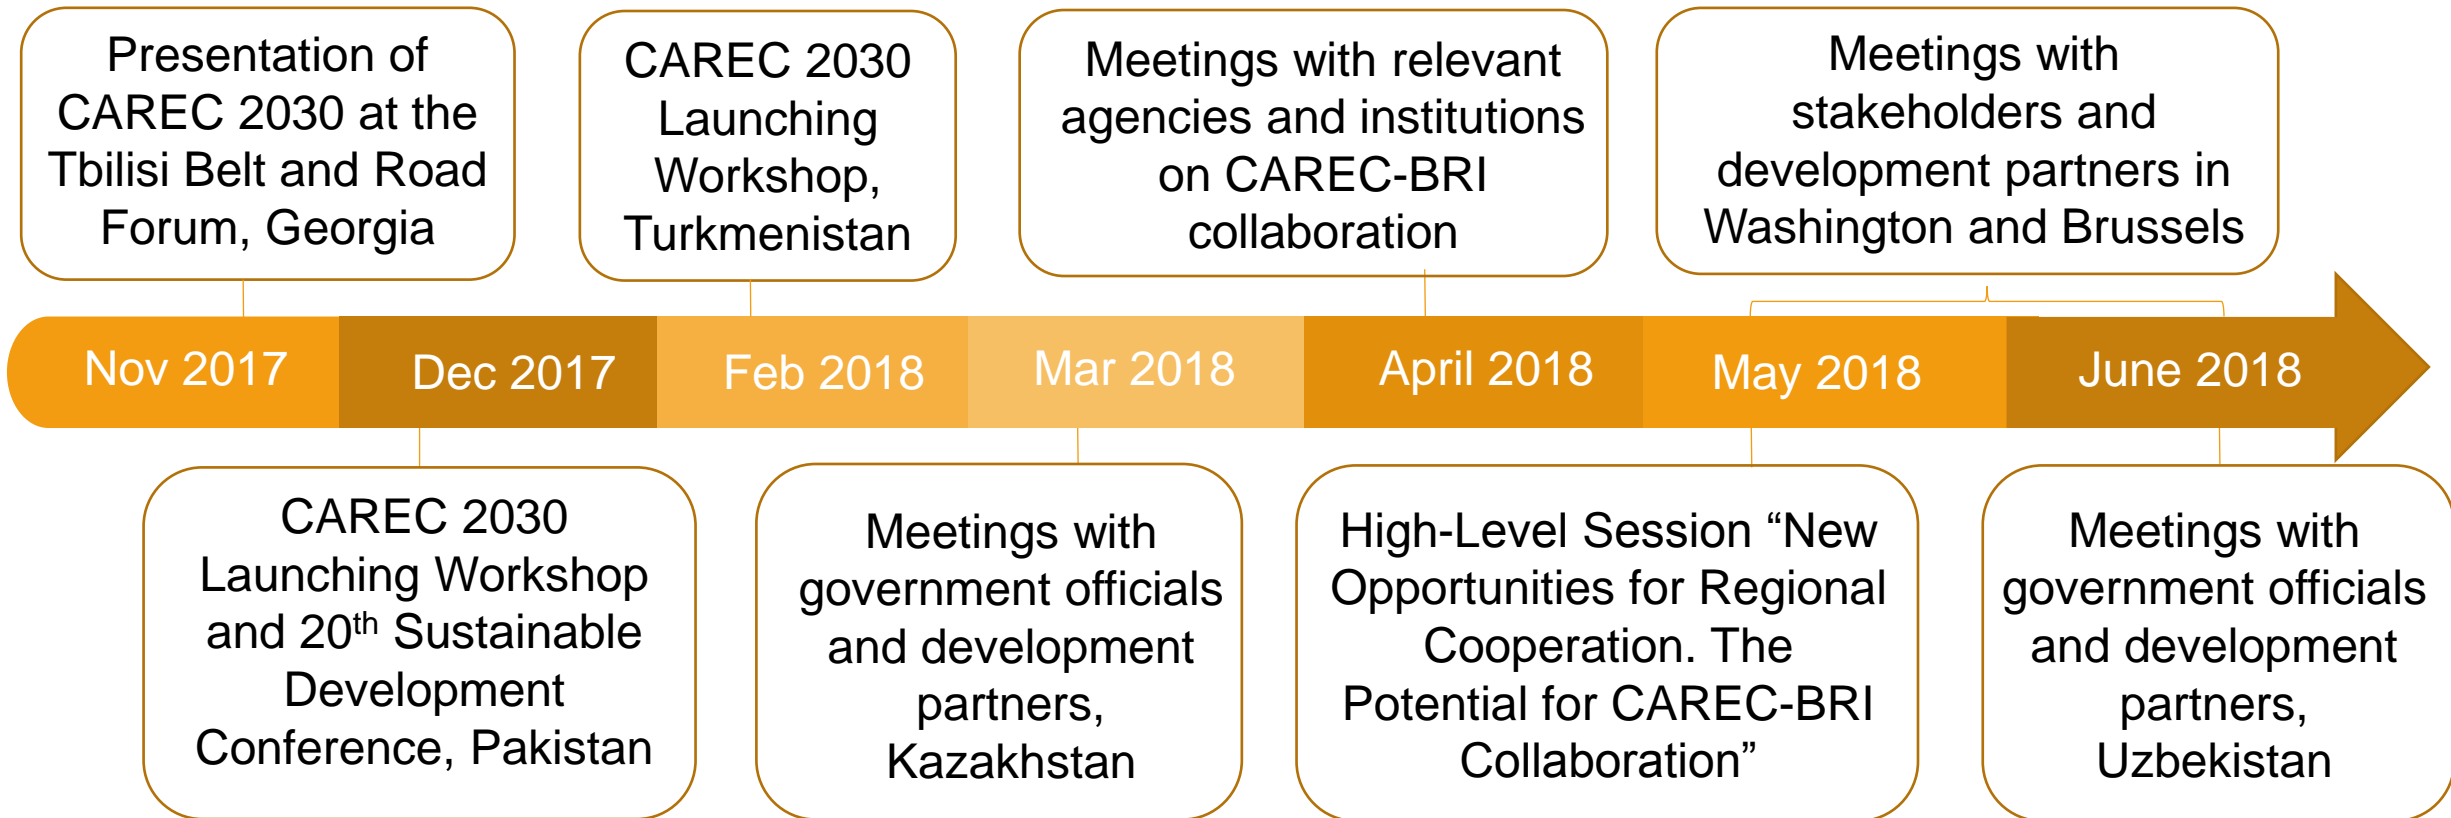 Presentation of
CAREC 2030 at the
Tbilisi Belt and Road
Forum, Georgia
CAREC 2030
Launching
Workshop,
Turkmenistan
Meetings with relevant
agencies and institutions
on CAREC-BRI
collaboration
Meetings with
stakeholders and
development partners in
Washington and Brussels
Nov 2017
Dec 2017
Feb 2018
Mar 2018
April 2018
May 2018
June 2018
CAREC 2030
Launching Workshop
and 20th Sustainable
Development
Conference, Pakistan
Meetings with
government officials
and development
partners,
Kazakhstan
High-Level Session “New
Opportunities for Regional
Cooperation. The
Potential for CAREC-BRI
Collaboration”
Meetings with
government officials
and development
partners,
Uzbekistan